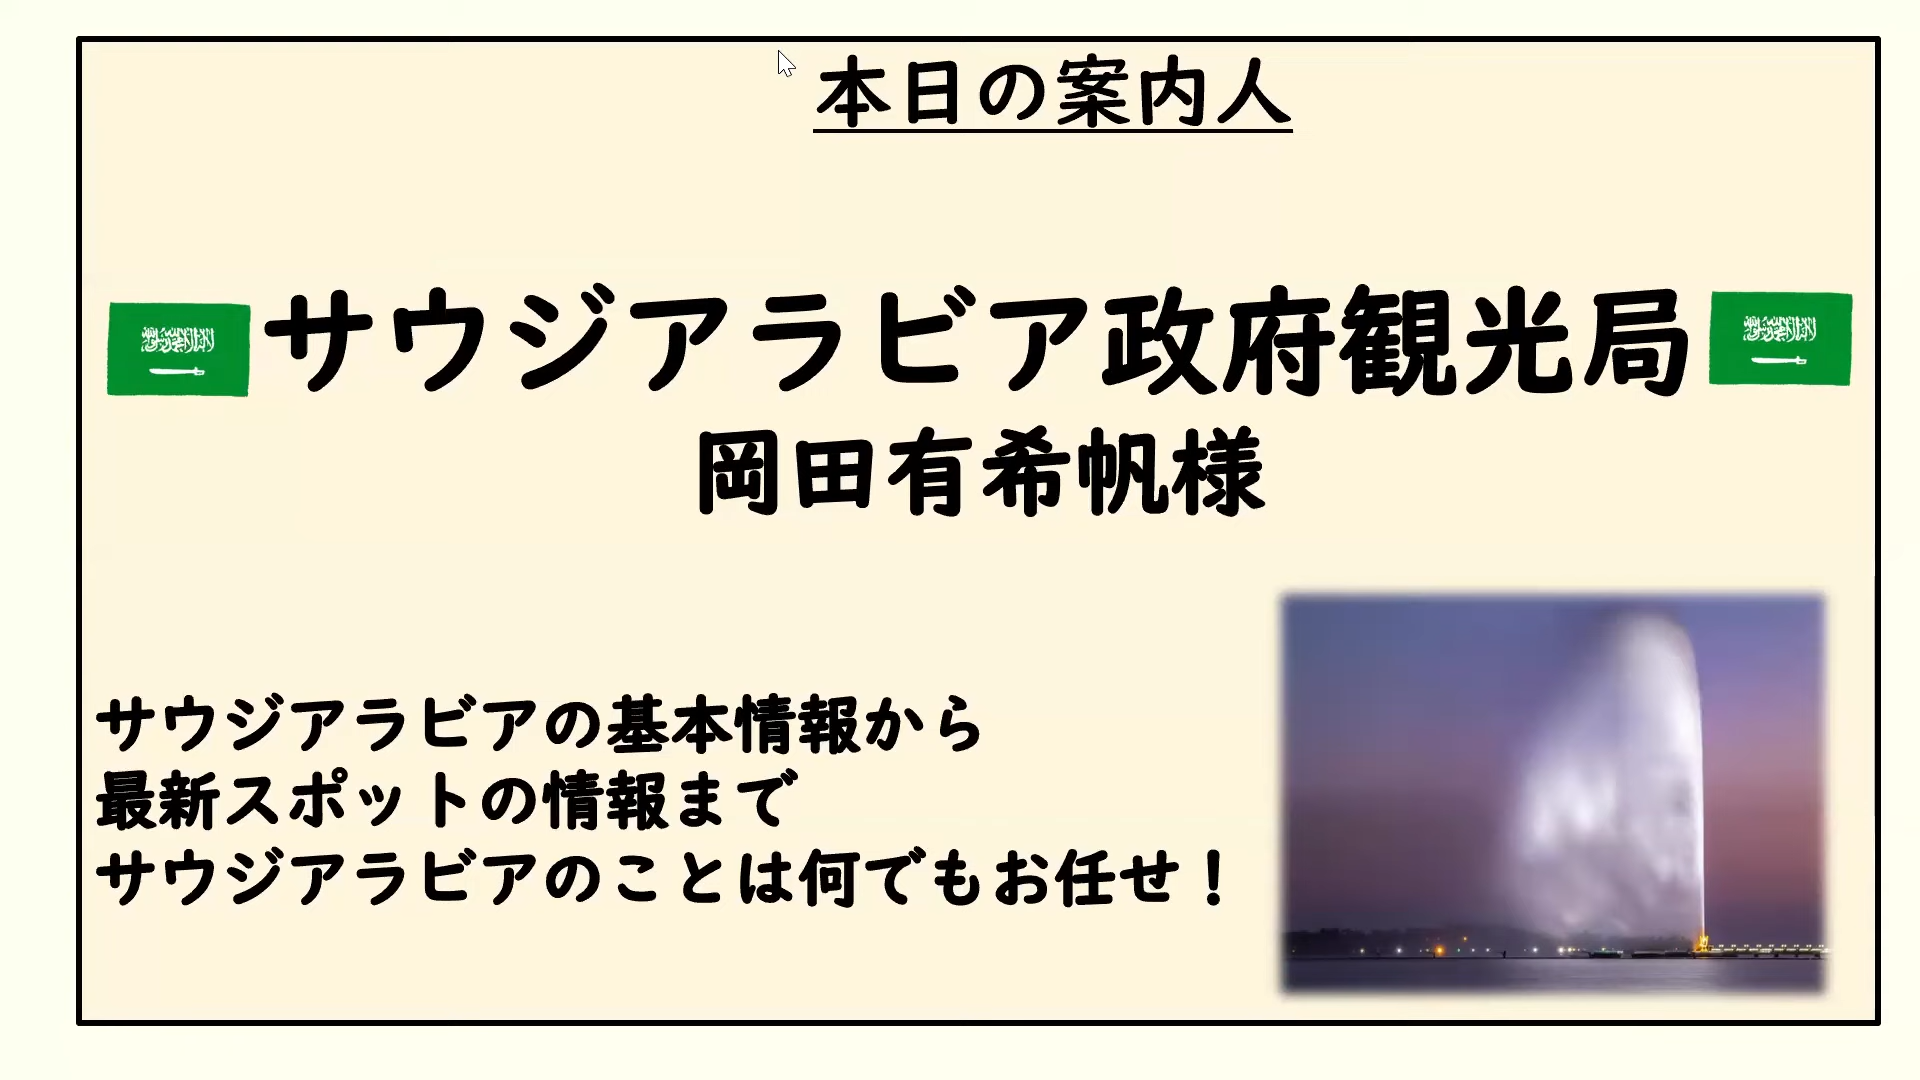 本日の案内人
サウジアラビア政府観光局
岡田有希帆様
サウジアラビアの基本情報から
最新スポットの情報まで
サウジアラビアのことは何でもお任せ！